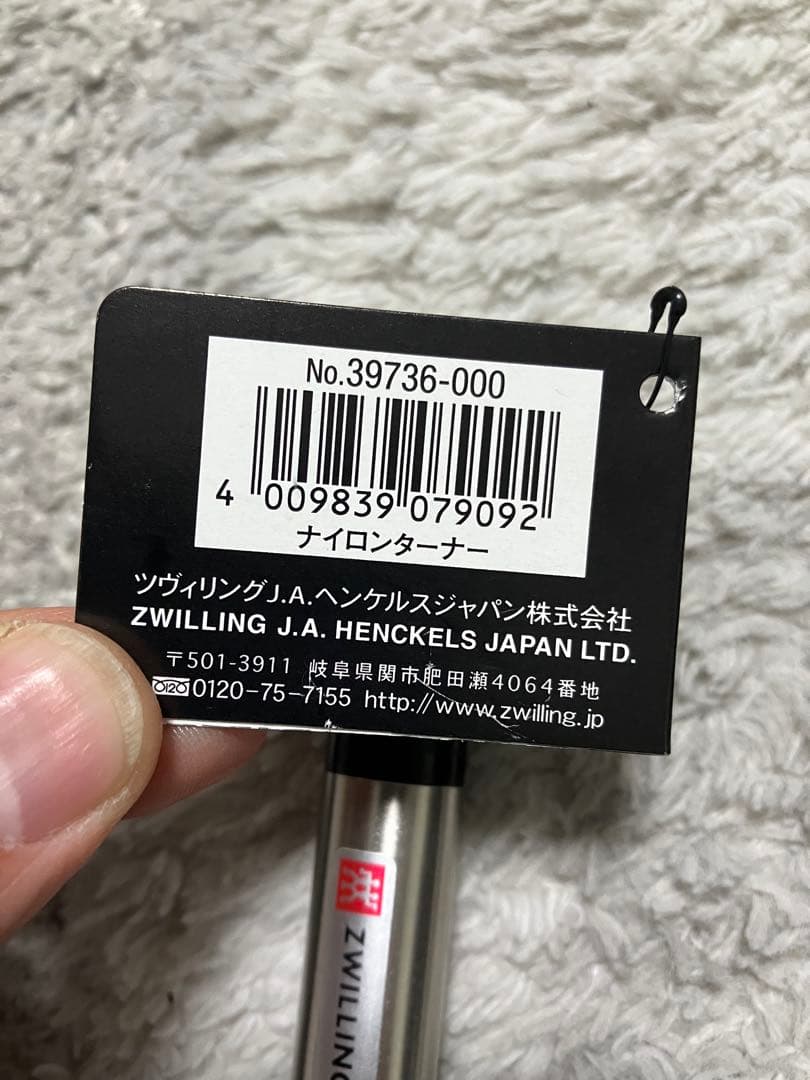 No.39736-000
4 009839 079092
ナイロンターナー
ツヴィリングJ.A.ヘンケルスジャパン株式会社
ZWILLING J.A. HENCKELS JAPAN LTD.
〒501-3911 岐阜県関市肥田瀬4064番地
0120-75-7155 http://www.zwilling.jp
ZWILLING